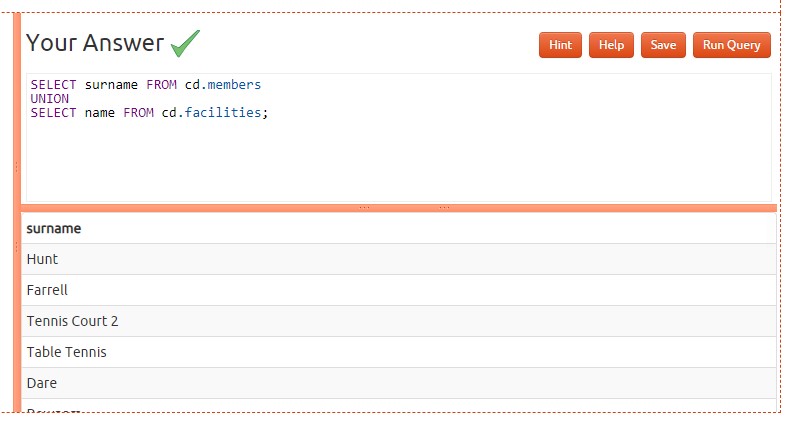 Your Answer
Hint Help Save Run Query
SELECT surname FROM cd.members
UNION
SELECT name FROM cd.facilities;
surname
Hunt
Farrell
Tennis Court 2
Table Tennis
Dare